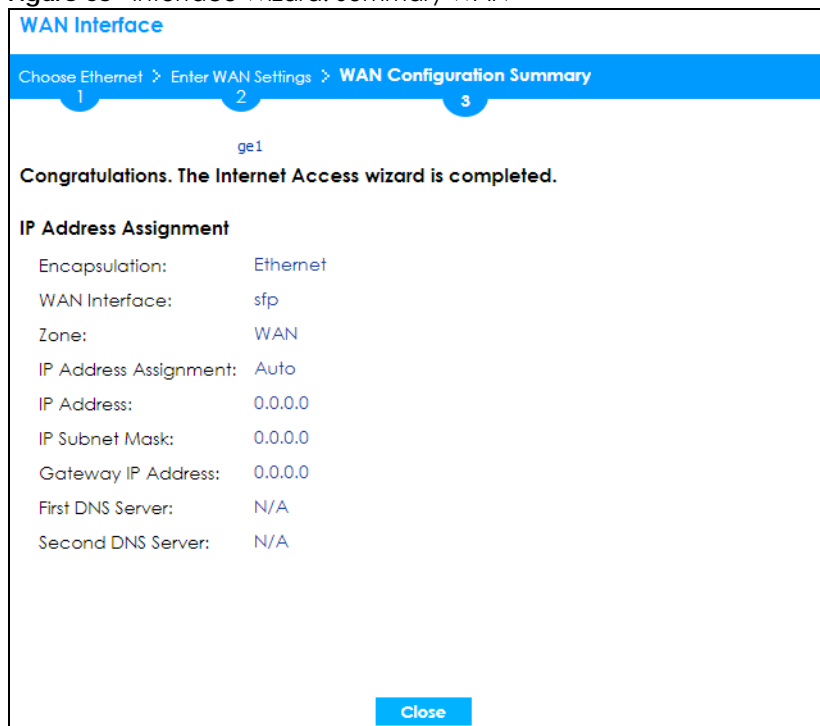 WAN Interface
Choose Ethernet > Enter WAN Settings > WAN Configuration Summary
1 2 3
ge1
Congratulations. The Internet Access wizard is completed.
IP Address Assignment
Encapsulation: Ethernet
WAN Interface: sfp
Zone: WAN
IP Address Assignment: Auto
IP Address: 0.0.0.0
IP Subnet Mask: 0.0.0.0
Gateway IP Address: 0.0.0.0
First DNS Server: N/A
Second DNS Server: N/A
Close